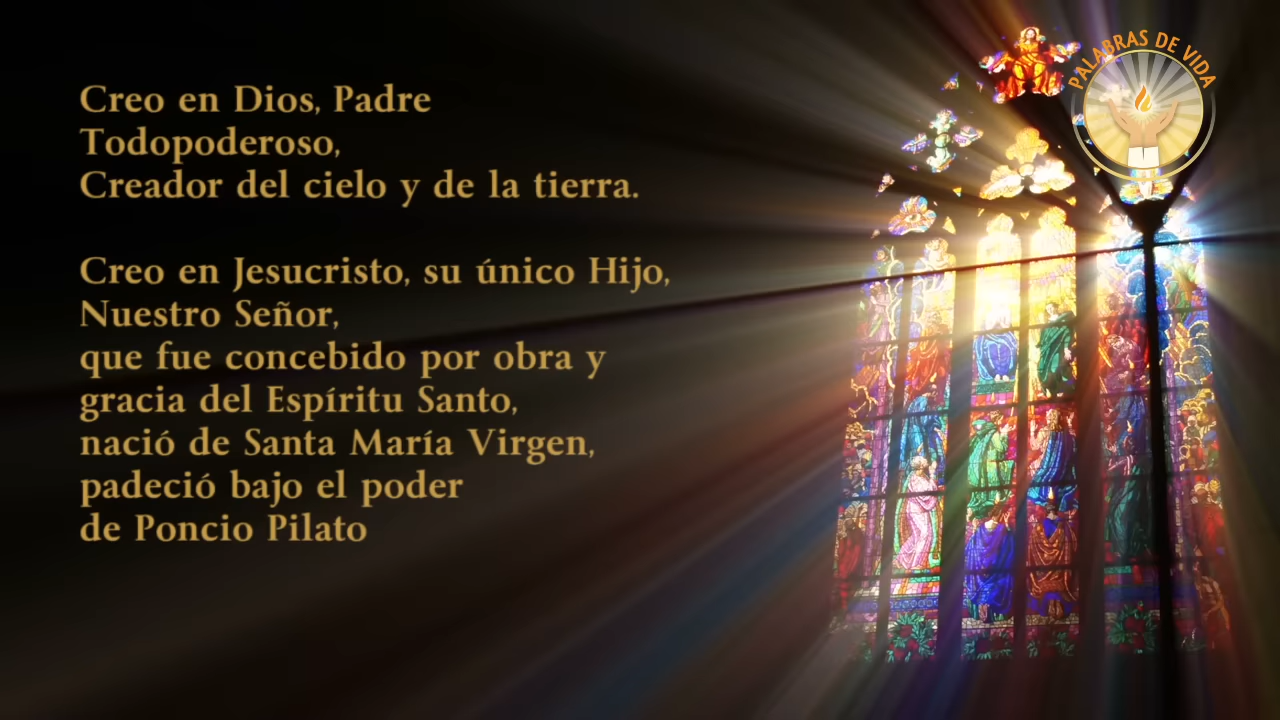 PALABRAS DE VIDA
Creo en Dios, Padre
Todopoderoso,
Creador del cielo y de la tierra.
Creo en Jesucristo, su único Hijo,
Nuestro Señor,
que fue concebido por obra y
gracia del Espíritu Santo,
nació de Santa María Virgen,
padeció bajo el poder
de Poncio Pilato